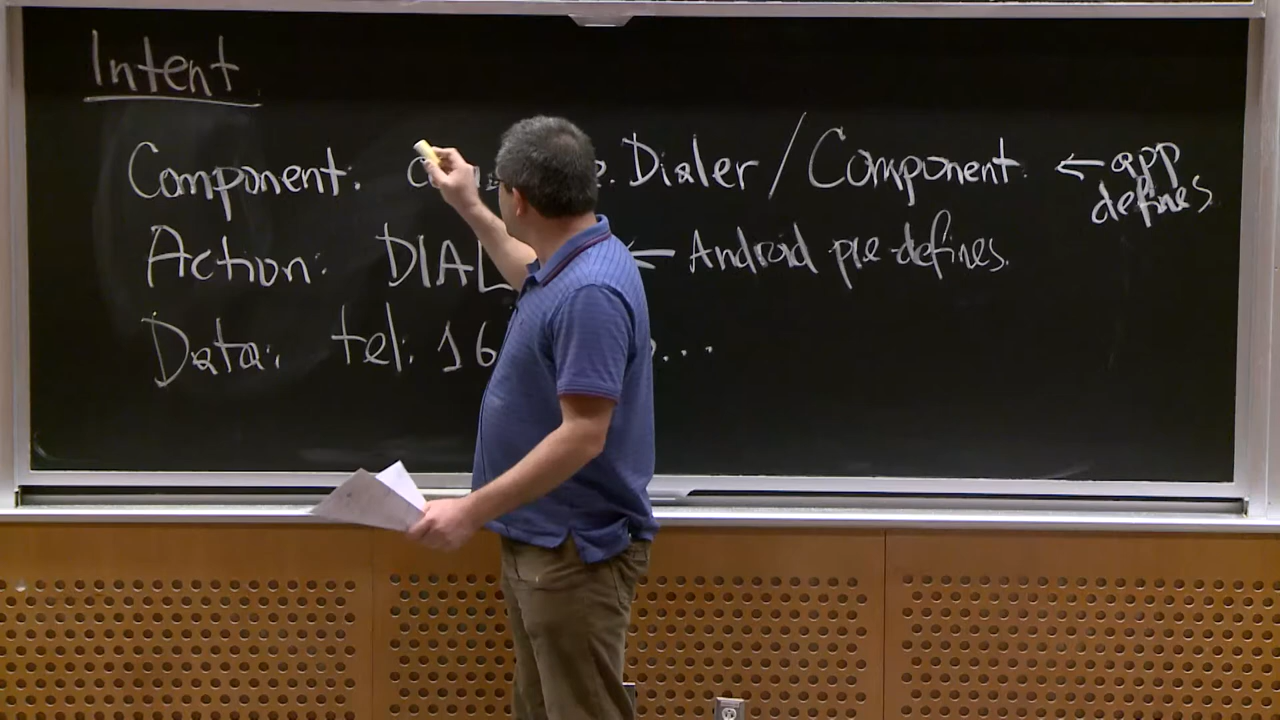 Intent
Component: Dialer / Component ← app defines
Action: DIAL ← Android pre-defines.
Data: tel: 16 ...